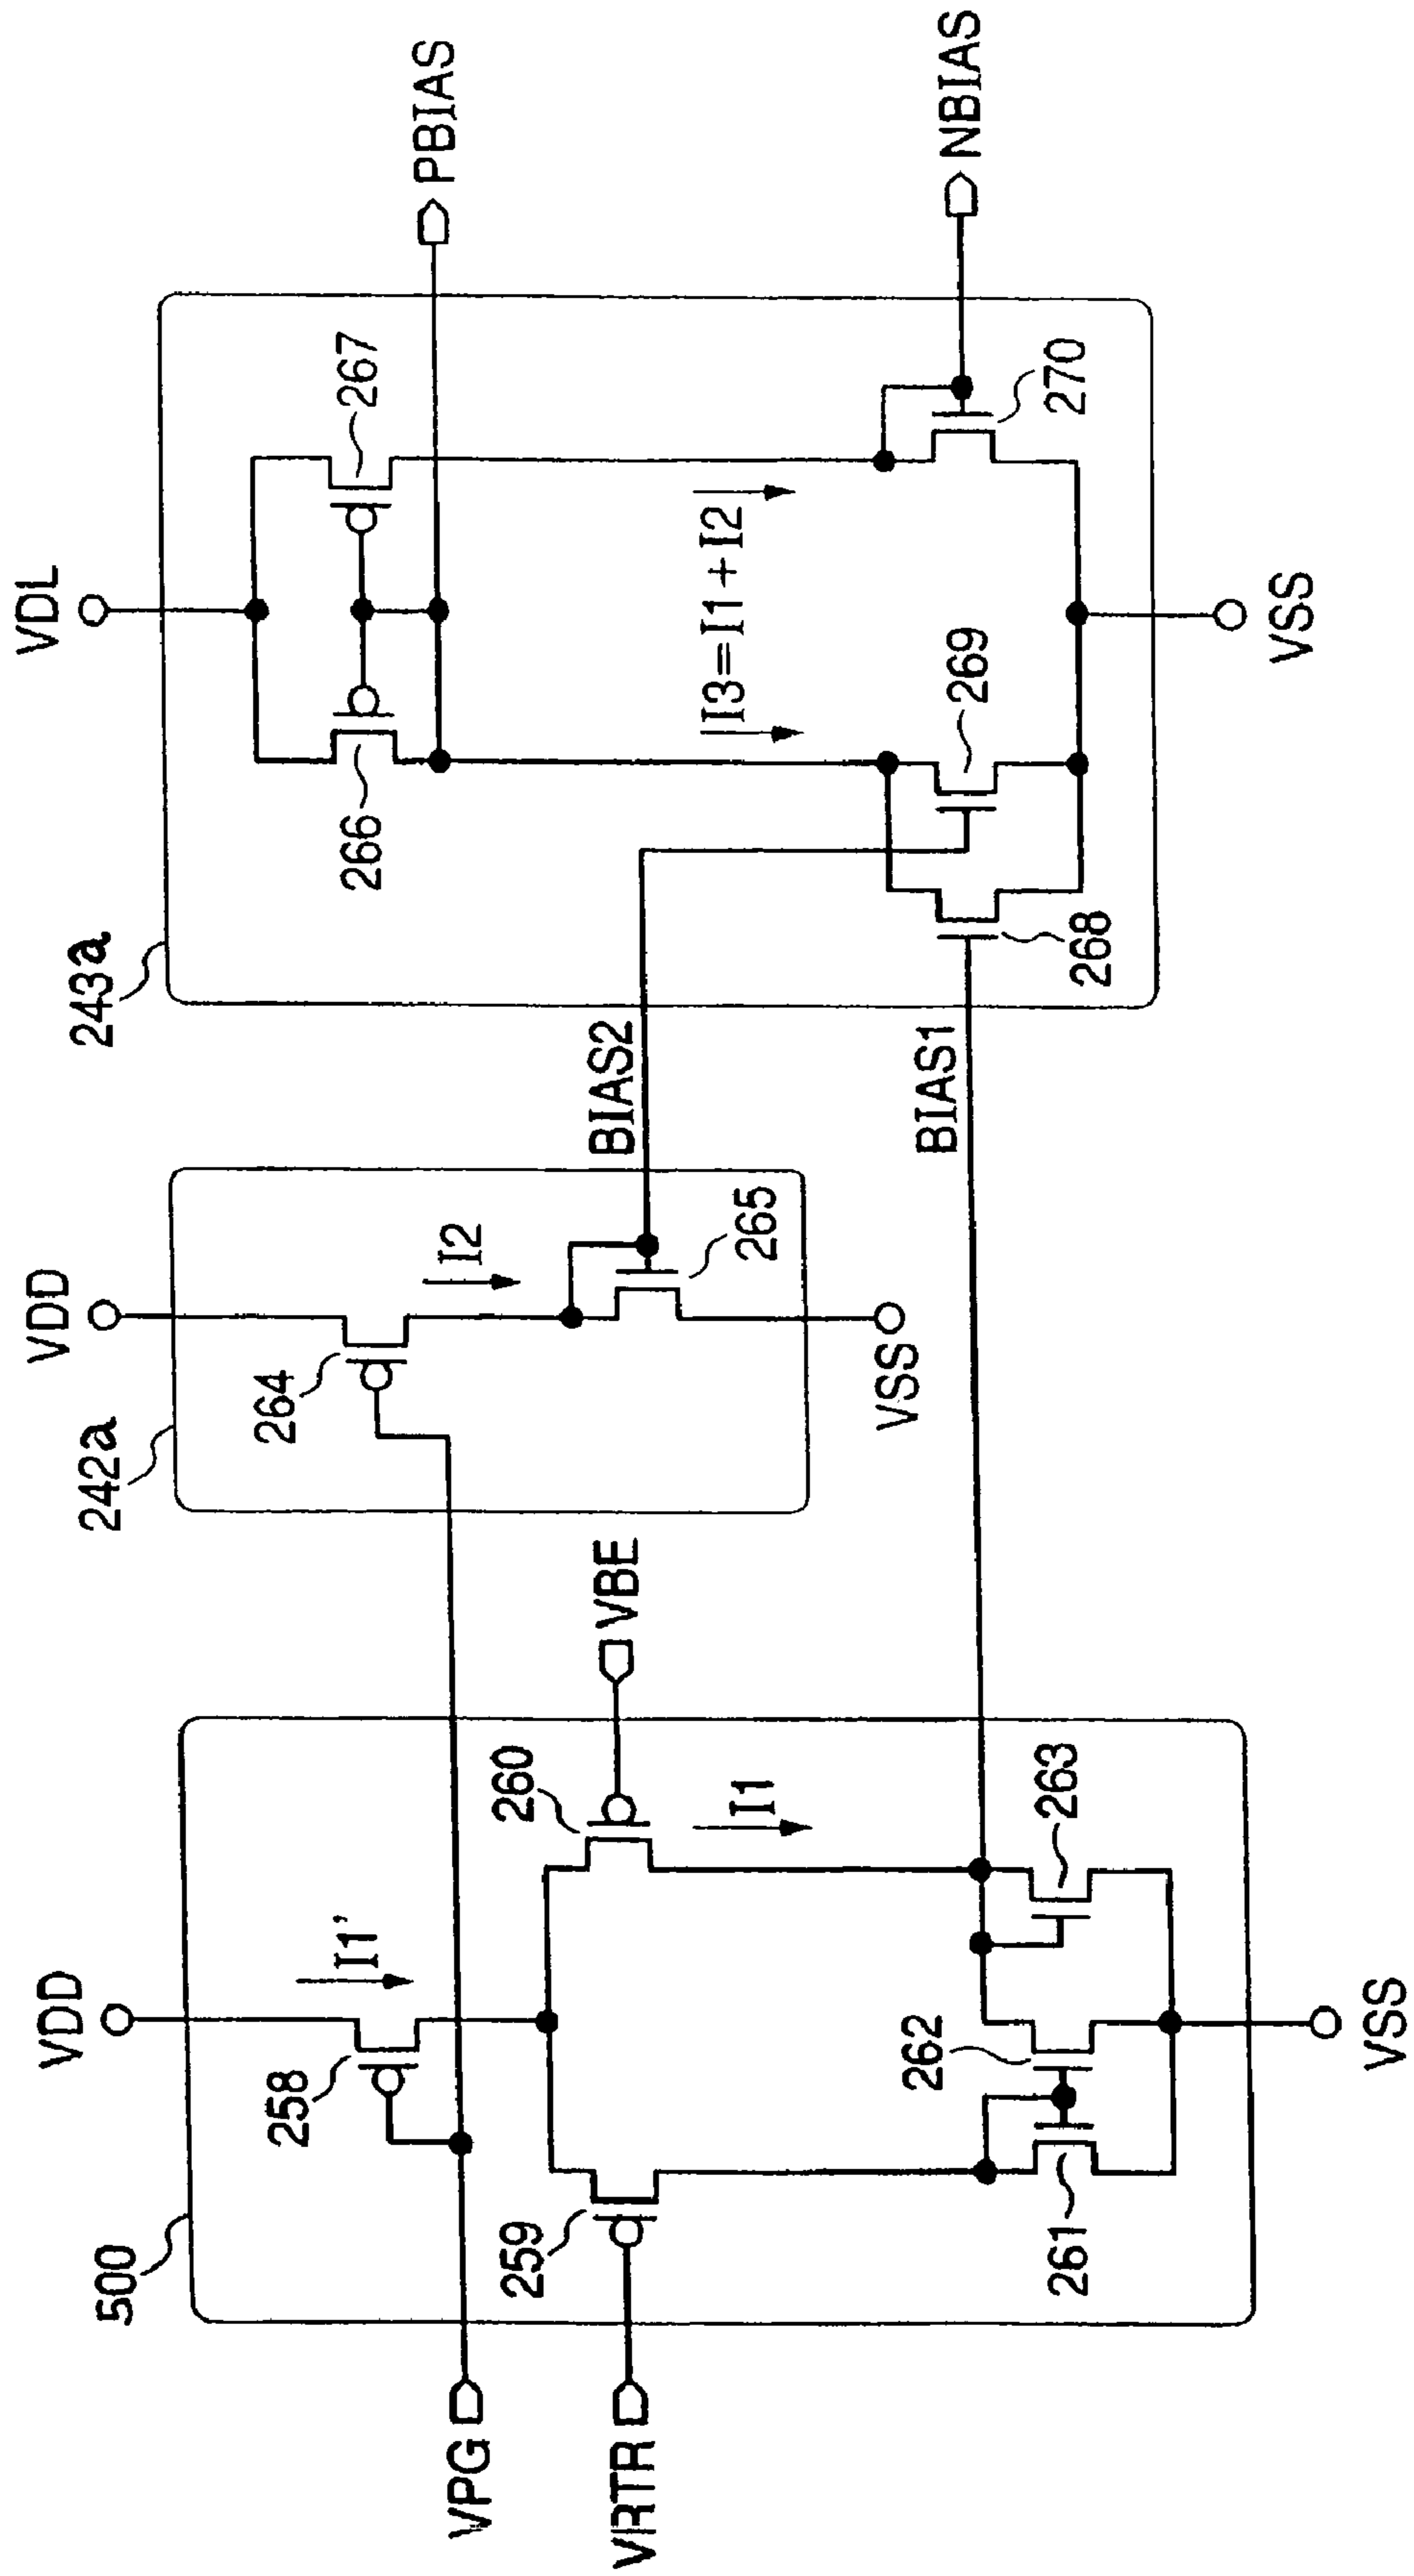 VDD
VDD
VDL
500
242a
243a
I1'
258
264
I2
266
267
PBIAS
VPG
259
260
VBE
BIAS2
265
I3=I1+I2
VRTR
I1
VSS
BIAS1
269
NBIAS
261
262
263
268
270
VSS
VSS